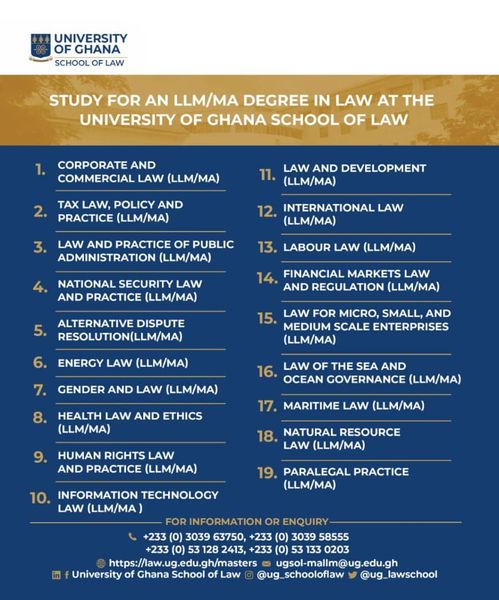 UNIVERSITY
OF GHANA
SCHOOL OF LAW
STUDY FOR AN LLM/MA DEGREE IN LAW AT THE
UNIVERSITY OF GHANA SCHOOL OF LAW
1. CORPORATE AND
COMMERCIAL LAW (LLM/MA)
2. TAX LAW, POLICY AND
PRACTICE (LLM/MA)
3. LAW AND PRACTICE OF PUBLIC
ADMINISTRATION (LLM/MA)
4. NATIONAL SECURITY LAW
AND PRACTICE (LLM/MA)
5. ALTERNATIVE DISPUTE
RESOLUTION(LLM/MA)
6. ENERGY LAW (LLM/MA)
7. GENDER AND LAW (LLM/MA)
8. HEALTH LAW AND ETHICS
(LLM/MA)
9. HUMAN RIGHTS LAW
AND PRACTICE (LLM/MA)
10. INFORMATION TECHNOLOGY
LAW (LLM/MA )
11. LAW AND DEVELOPMENT
(LLM/MA)
12. INTERNATIONAL LAW
(LLM/MA)
13. LABOUR LAW (LLM/MA)
14. FINANCIAL MARKETS LAW
AND REGULATION (LLM/MA)
15. LAW FOR MICRO, SMALL, AND
MEDIUM SCALE ENTERPRISES
(LLM/MA)
16. LAW OF THE SEA AND
OCEAN GOVERNANCE (LLM/MA)
17. MARITIME LAW (LLM/MA)
18. NATURAL RESOURCE
LAW (LLM/MA)
19. PARALEGAL PRACTICE
(LLM/MA)
FOR INFORMATION OR ENQUIRY
+233 (0) 3039 63750, +233 (0) 3039 58555
+233 (0) 53 128 2413, +233 (0) 53 133 0203
https://law.ug.edu.gh/masters ugsol-mallm@ug.edu.gh
University of Ghana School of Law @ug_schooloflaw @ug_lawschool